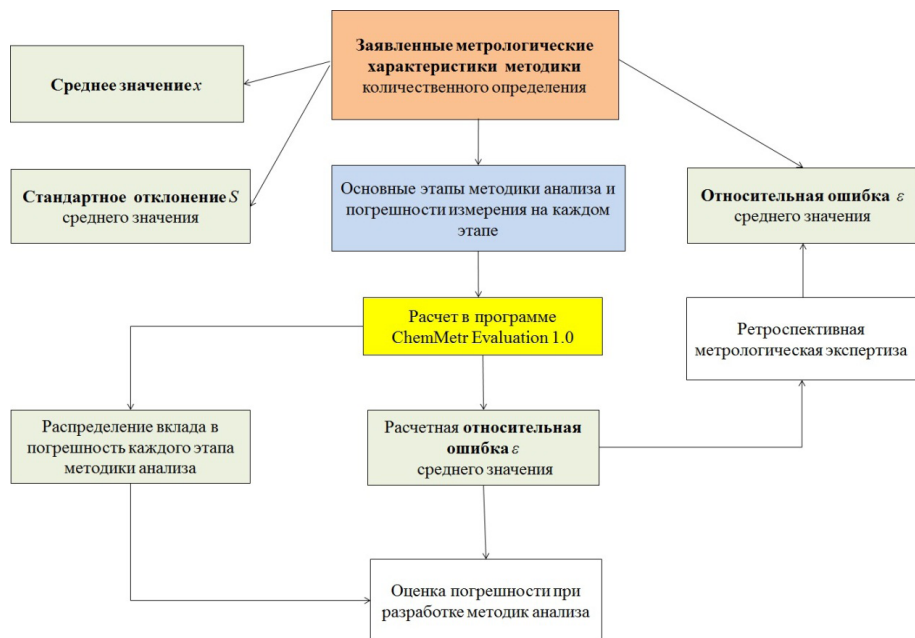 Заявленные метрологические
характеристики методики
количественного определения
Среднее значение x
Стандартное отклонение S
среднего значения
Основные этапы методики анализа и
погрешности измерения на каждом
этапе
Относительная ошибка ε
среднего значения
Расчет в программе
ChemMetr Evaluation 1.0
Ретроспективная
метрологическая экспертиза
Распределение вклада в
погрешность каждого этапа
методики анализа
Расчетная относительная
ошибка ε
среднего значения
Оценка погрешности при
разработке методик анализа